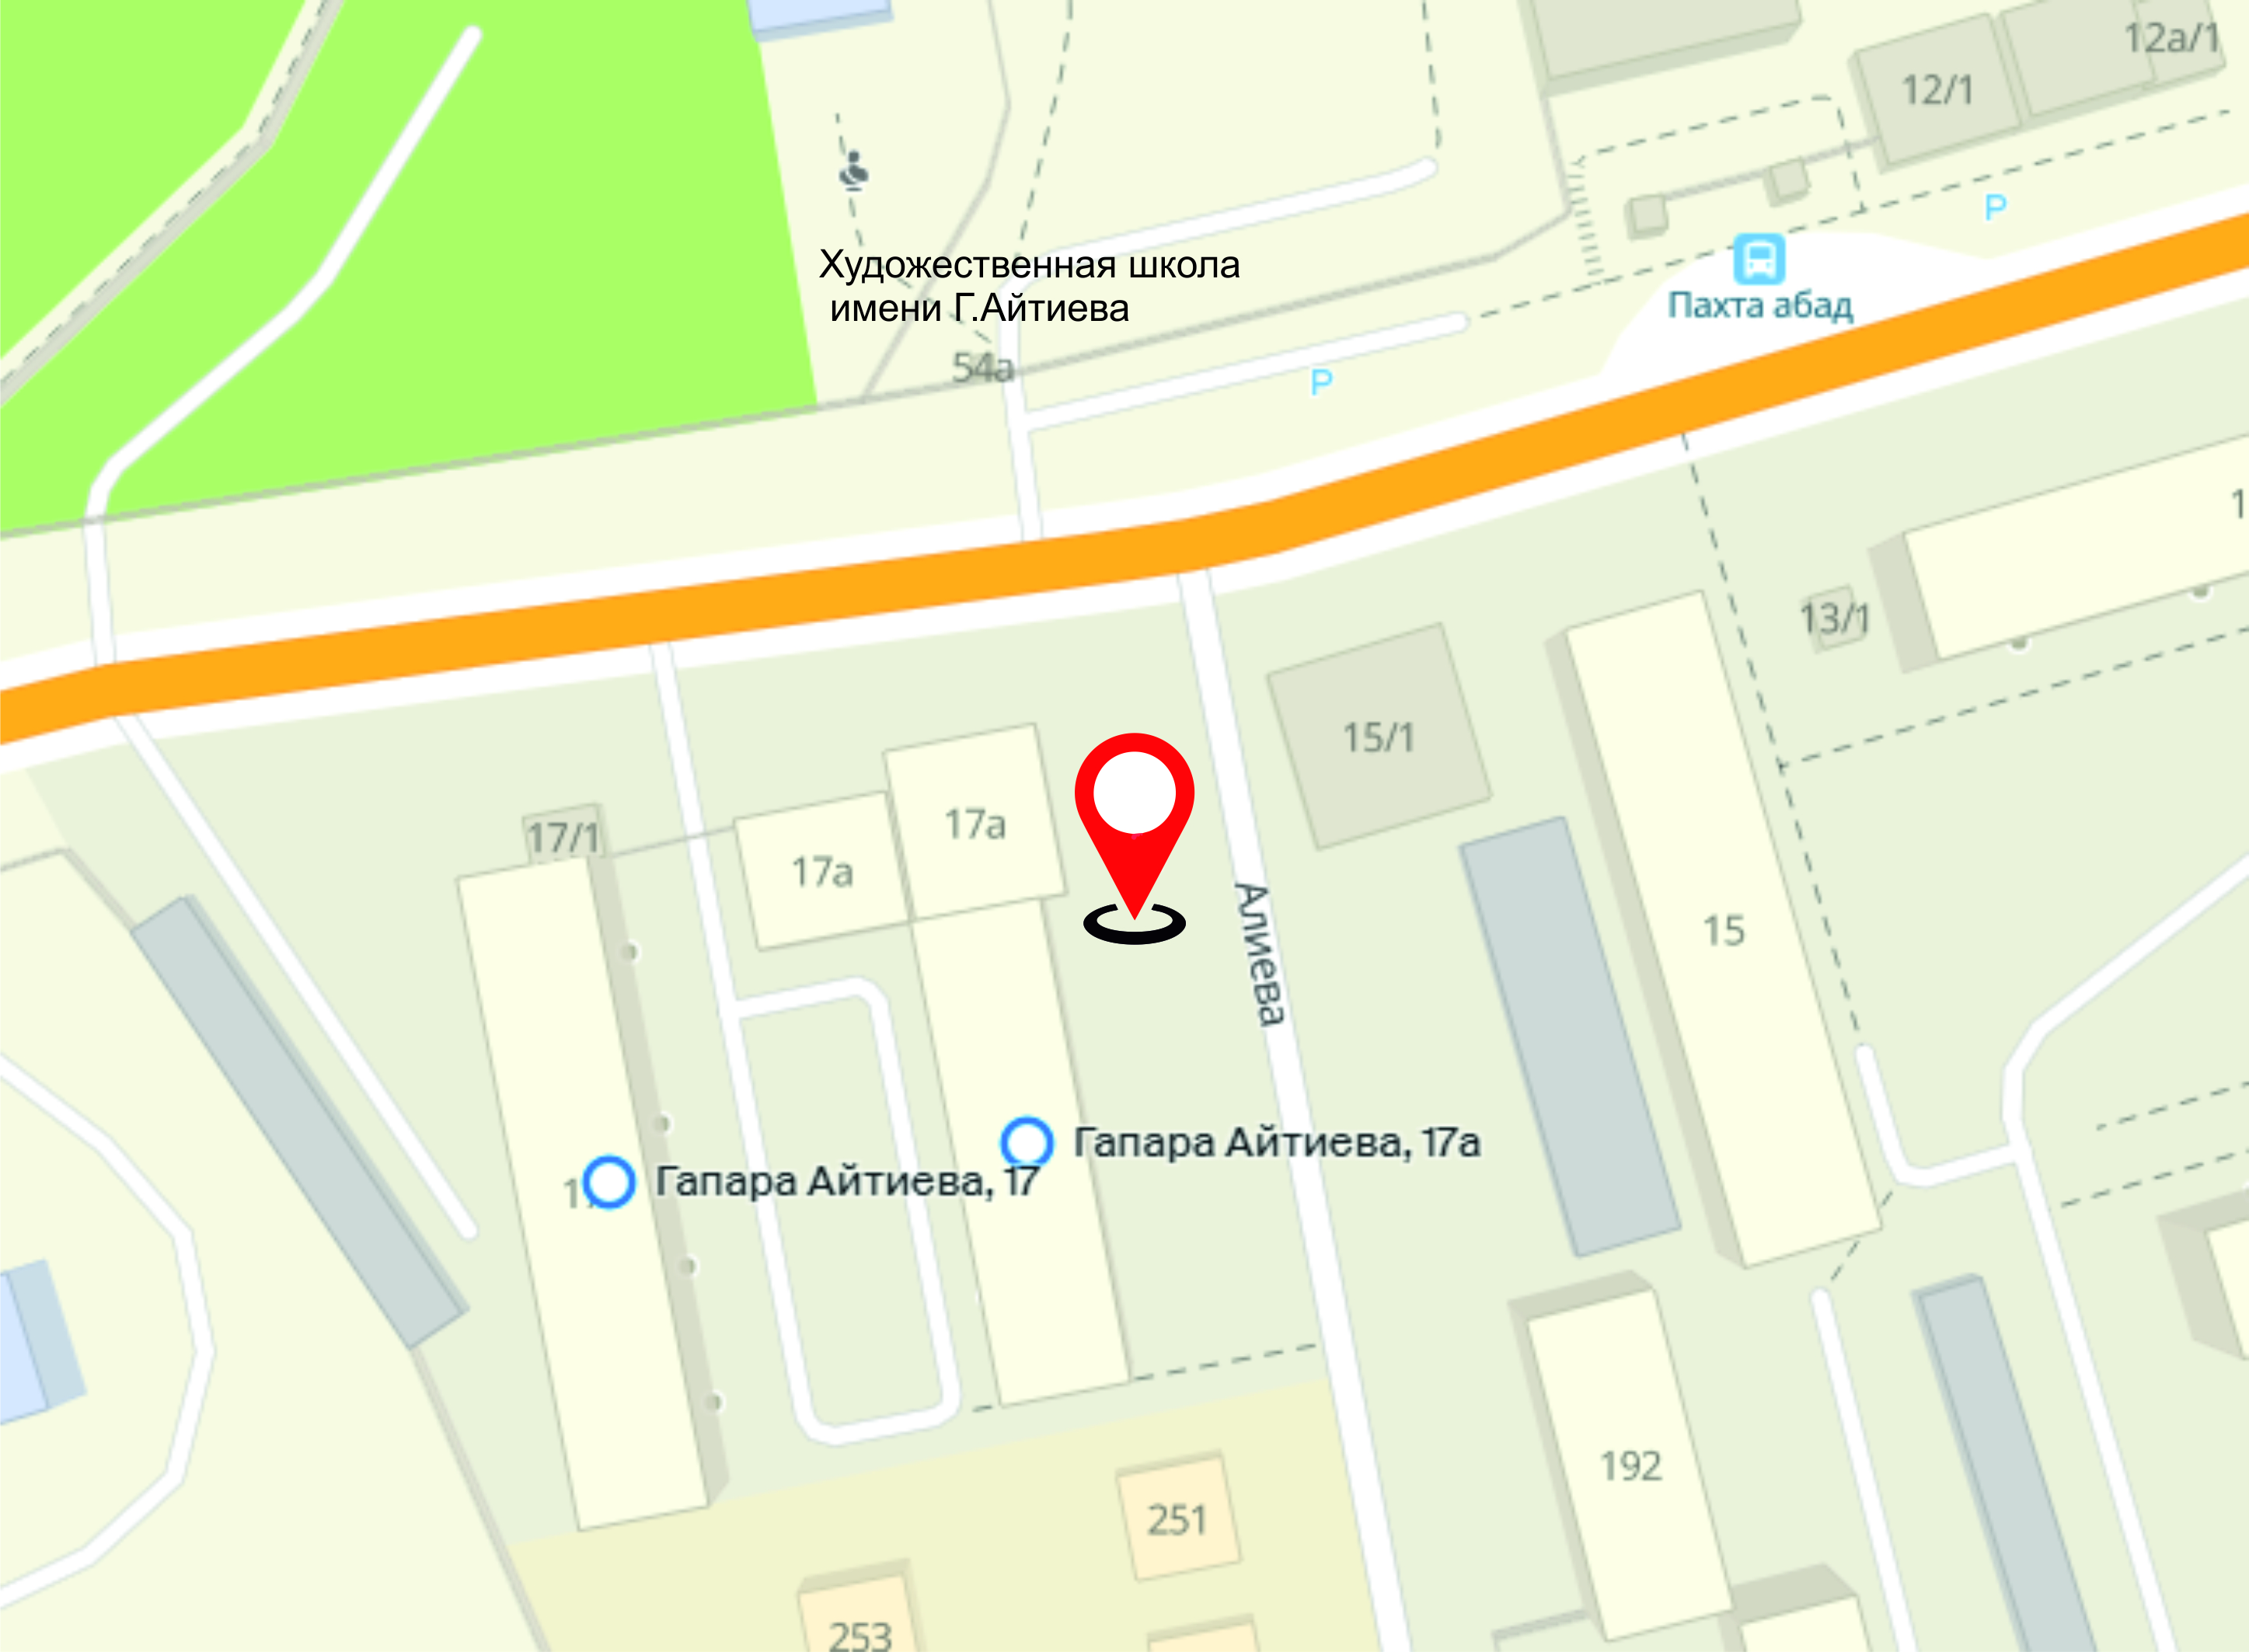 12а/1
12/1
P
Художественная школа
имени Г.Айтиева
Пахта абад
54а
P
13/1
15/1
17а
17/1
17а
Алиева
15
Гапара Айтиева, 17а
Гапара Айтиева, 17
192
251
253